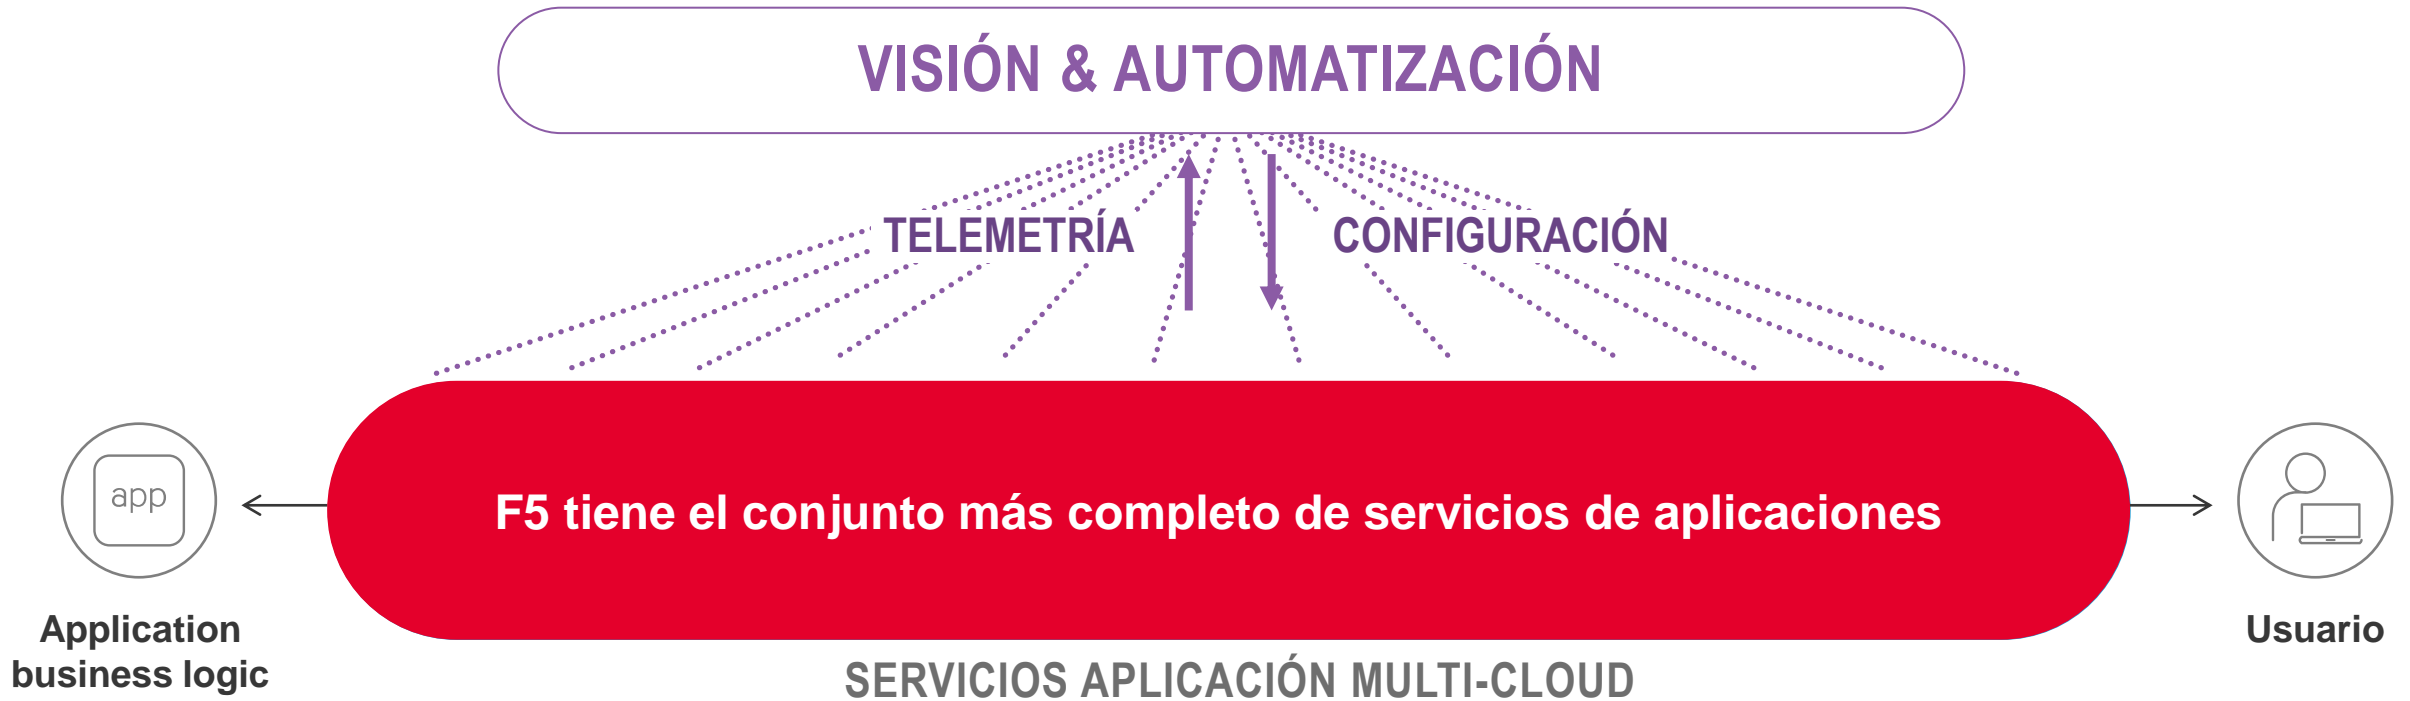 VISIÓN & AUTOMATIZACIÓN
TELEMETRÍA
CONFIGURACIÓN
app
F5 tiene el conjunto más completo de servicios de aplicaciones
Application
business logic
Usuario
SERVICIOS APLICACIÓN MULTI-CLOUD